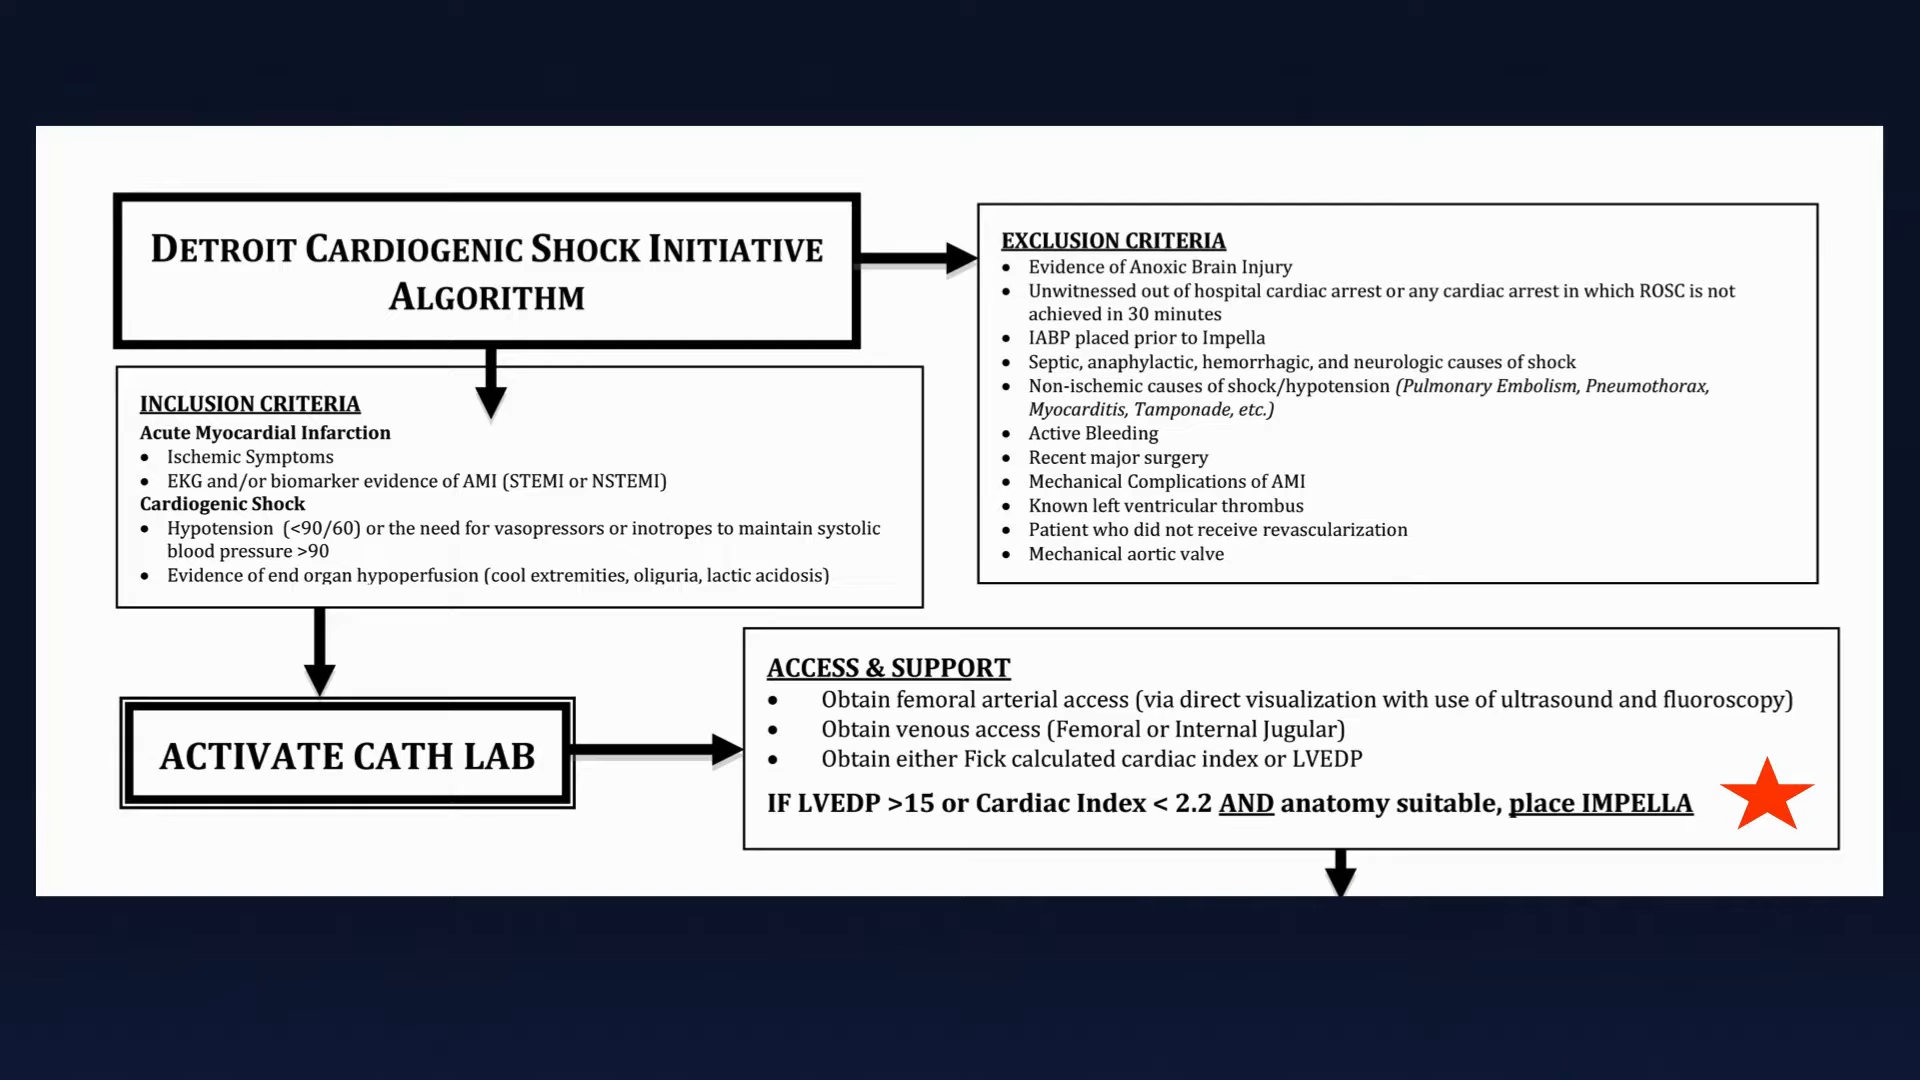 DETROIT CARDIOGENIC SHOCK INITIATIVE
ALGORITHM
EXCLUSION CRITERIA
• Evidence of Anoxic Brain Injury
• Unwitnessed out of hospital cardiac arrest or any cardiac arrest in which ROSC is not
achieved in 30 minutes
• IABP placed prior to Impella
• Septic, anaphylactic, hemorrhagic, and neurologic causes of shock
• Non-ischemic causes of shock/hypotension (Pulmonary Embolism, Pneumothorax,
Myocarditis, Tamponade, etc.)
• Active Bleeding
• Recent major surgery
• Mechanical Complications of AMI
• Known left ventricular thrombus
• Patient who did not receive revascularization
• Mechanical aortic valve
INCLUSION CRITERIA
Acute Myocardial Infarction
• Ischemic Symptoms
• EKG and/or biomarker evidence of AMI (STEMI or NSTEMI)
Cardiogenic Shock
• Hypotension (<90/60) or the need for vasopressors or inotropes to maintain systolic
blood pressure >90
• Evidence of end organ hypoperfusion (cool extremities, oliguria, lactic acidosis)
ACTIVATE CATH LAB
ACCESS & SUPPORT
• Obtain femoral arterial access (via direct visualization with use of ultrasound and fluoroscopy)
• Obtain venous access (Femoral or Internal Jugular)
• Obtain either Fick calculated cardiac index or LVEDP
IF LVEDP >15 or Cardiac Index < 2.2 AND anatomy suitable, place IMPELLA